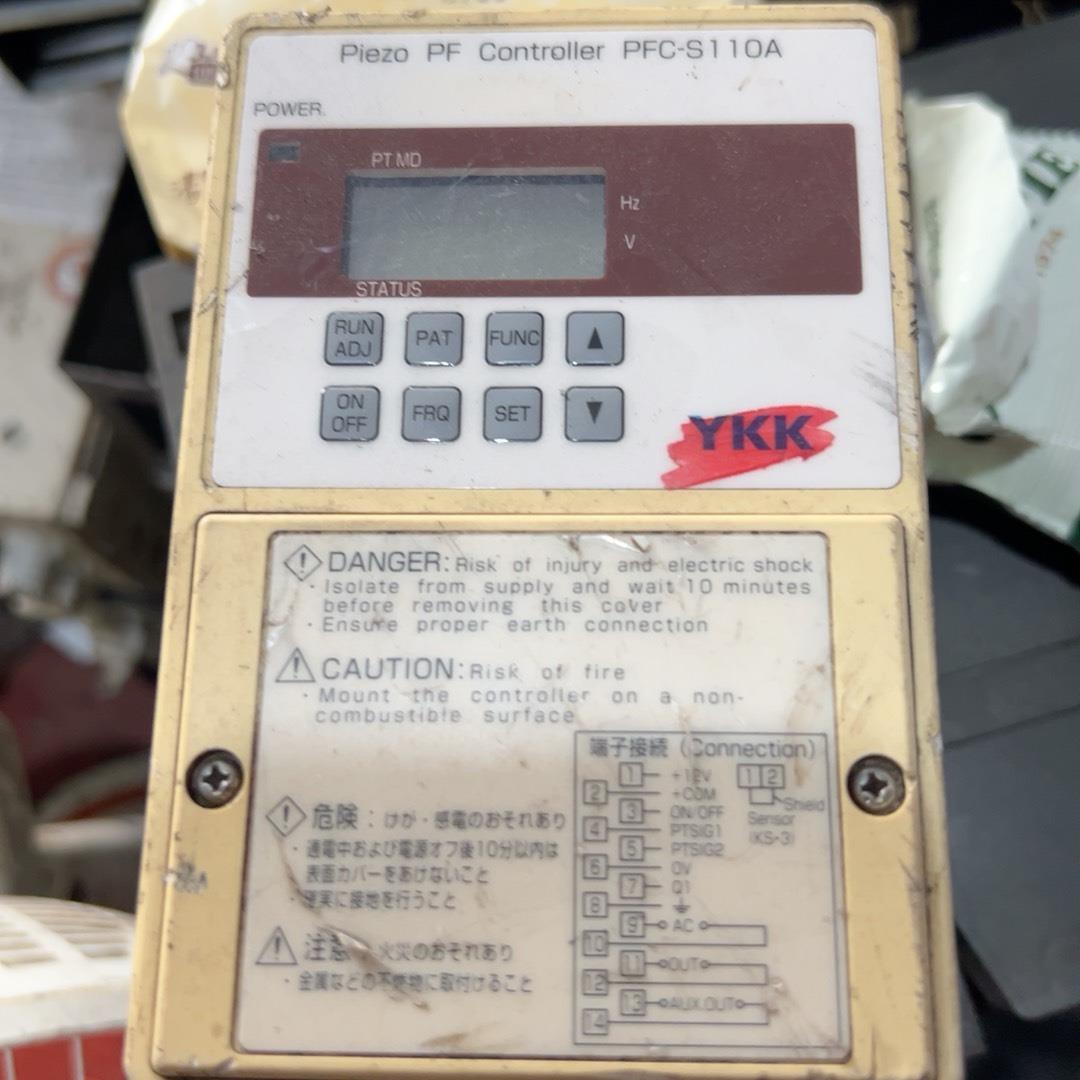 Piezo PF Controller PFC-S110A
POWER
PT MD
Hz
V
STATUS
RUN ADJ
PAT
FUNC
▲
ON OFF
FRQ
SET
▼
YKK
DANGER: Risk of injury and electric shock
· Isolate from supply and wait 10 minutes
before removing this cover
· Ensure proper earth connection
CAUTION: Risk of fire
· Mount the controller on a non-
combustible surface
危険：けが・感電のおそれあり
・通電中および電源オフ後10分以内は
表面カバーをあけないこと
・確実に接地を行うこと
注意：火災のおそれあり
・金属などの不燃物に取付けること
端子接続 (Connection)
1 +12V
2 +COM
3 ON/OFF
4 PTSIG1
5 PTSIG2
6 0V
7 Q1
8
9 AC
10
11 OUT
12
13 AUX.OUT
14
1 2
Shield
Sensor
(KS-3)